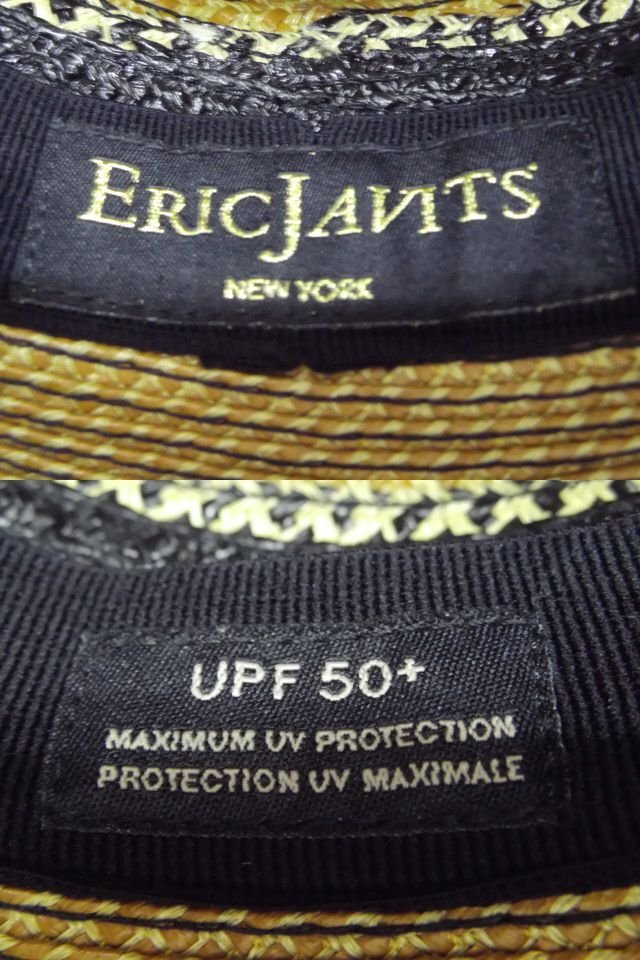 ERIC JAVITS
NEW YORK
UPF 50+
MAXIMUM UV PROTECTION
PROTECTION UV MAXIMALE